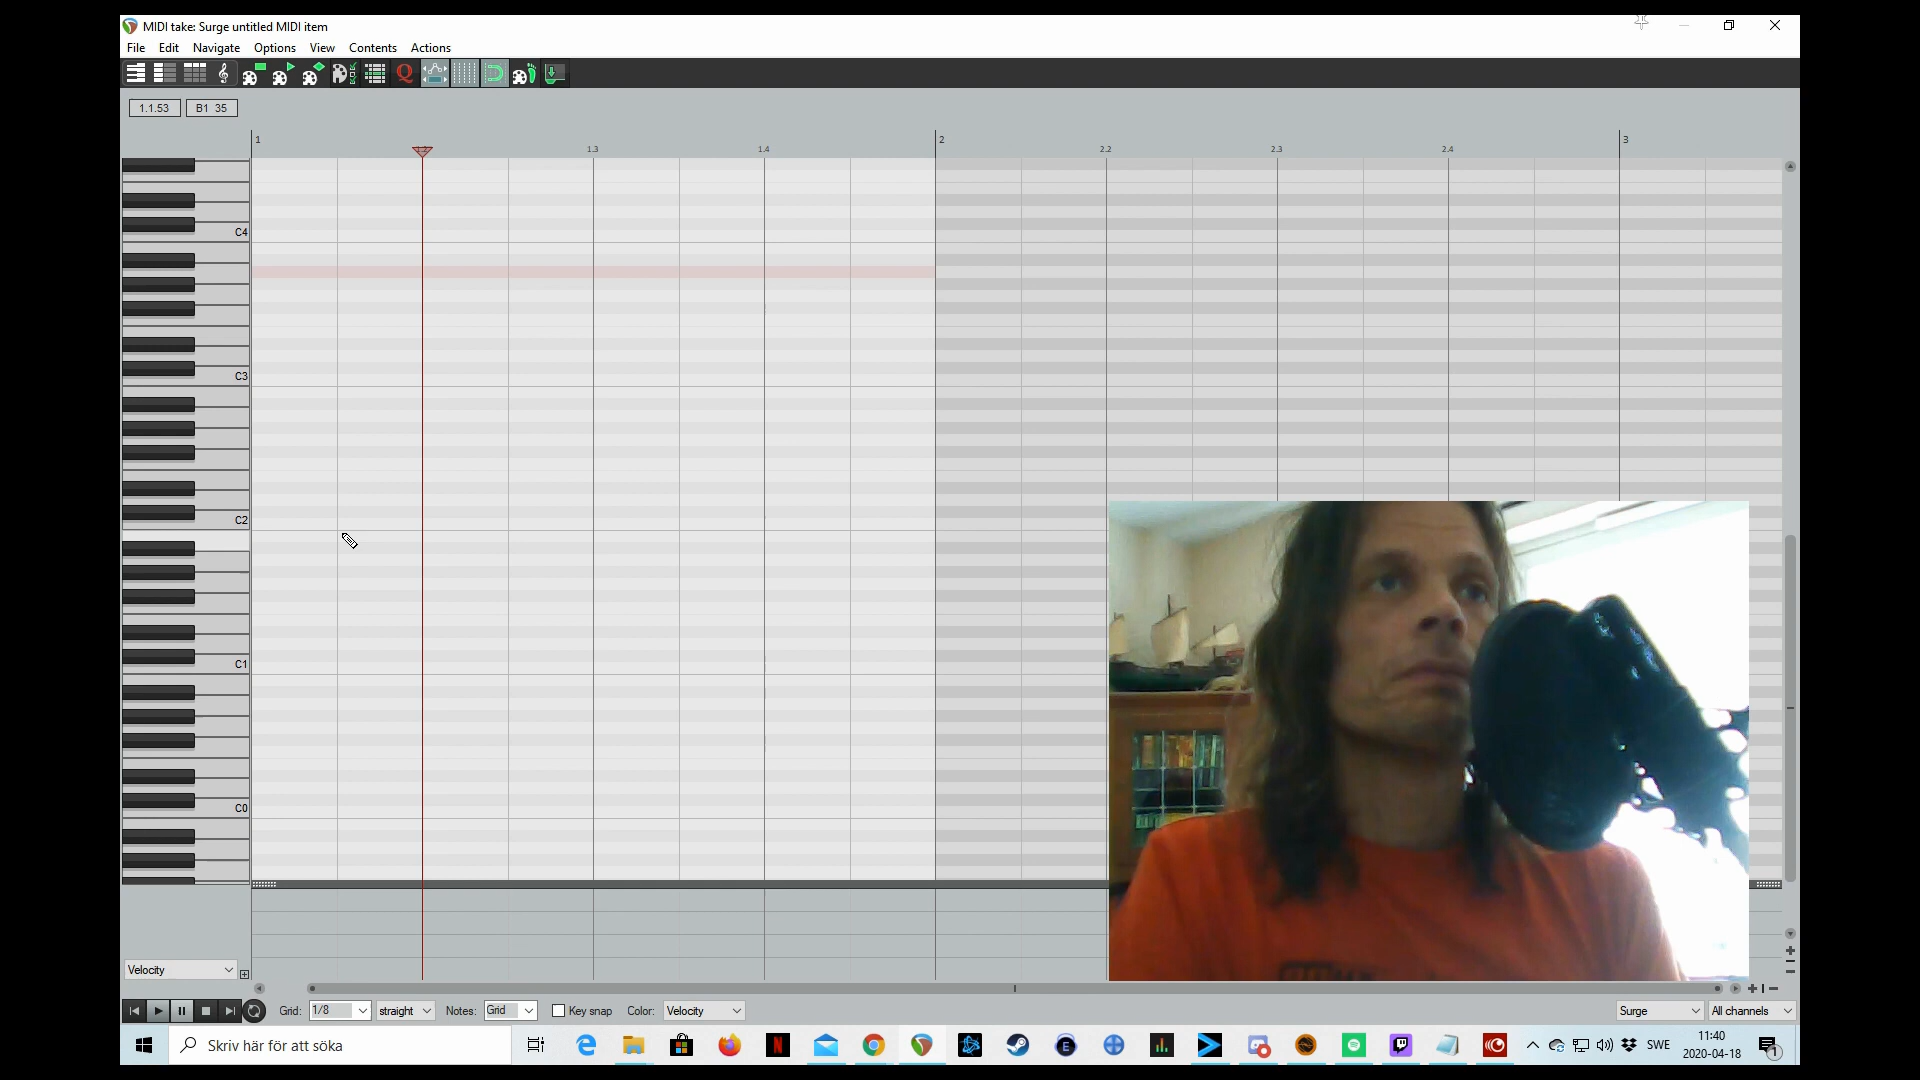 MIDI take: Surge untitled MIDI item
File Edit Navigate Options View Contents Actions
Q
1.1.53 B1 35
1 2 3
1.3 1.4 2.2 2.3 2.4
C4
C3
C2
C1
C0
Velocity
Grid: 1/8 straight Notes: Grid Key snap Color: Velocity Surge All channels
Skriv här för att söka
N
E
SWE
11:40
2020-04-18
1